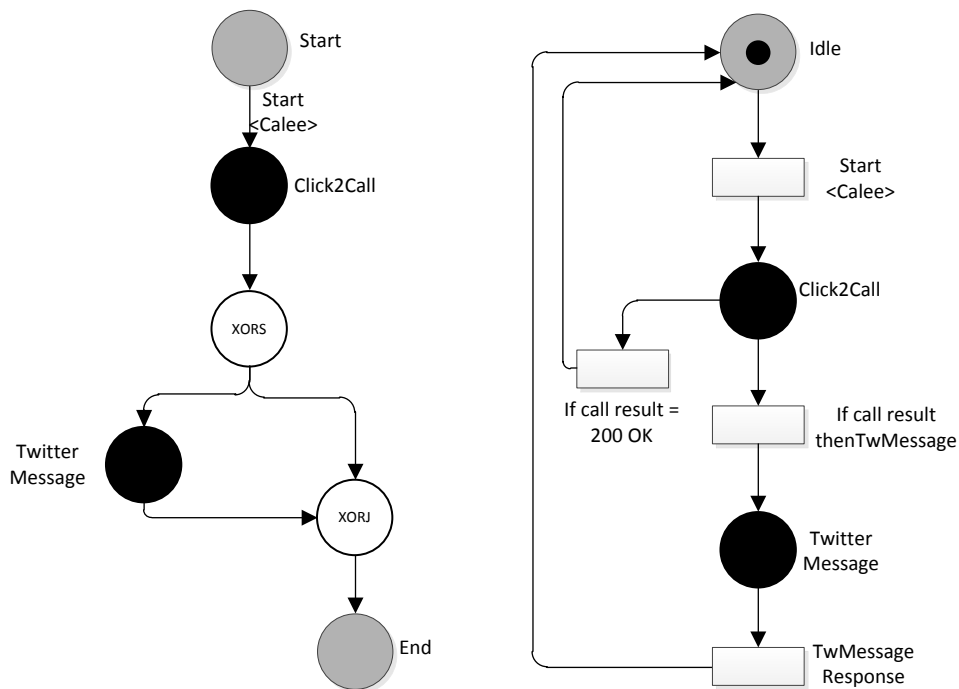 Start
Start
<Calee>
Click2Call
XORS
Twitter
Message
XORJ
End
Idle
Start
<Calee>
Click2Call
If call result =
200 OK
If call result
thenTwMessage
Twitter
Message
TwMessage
Response